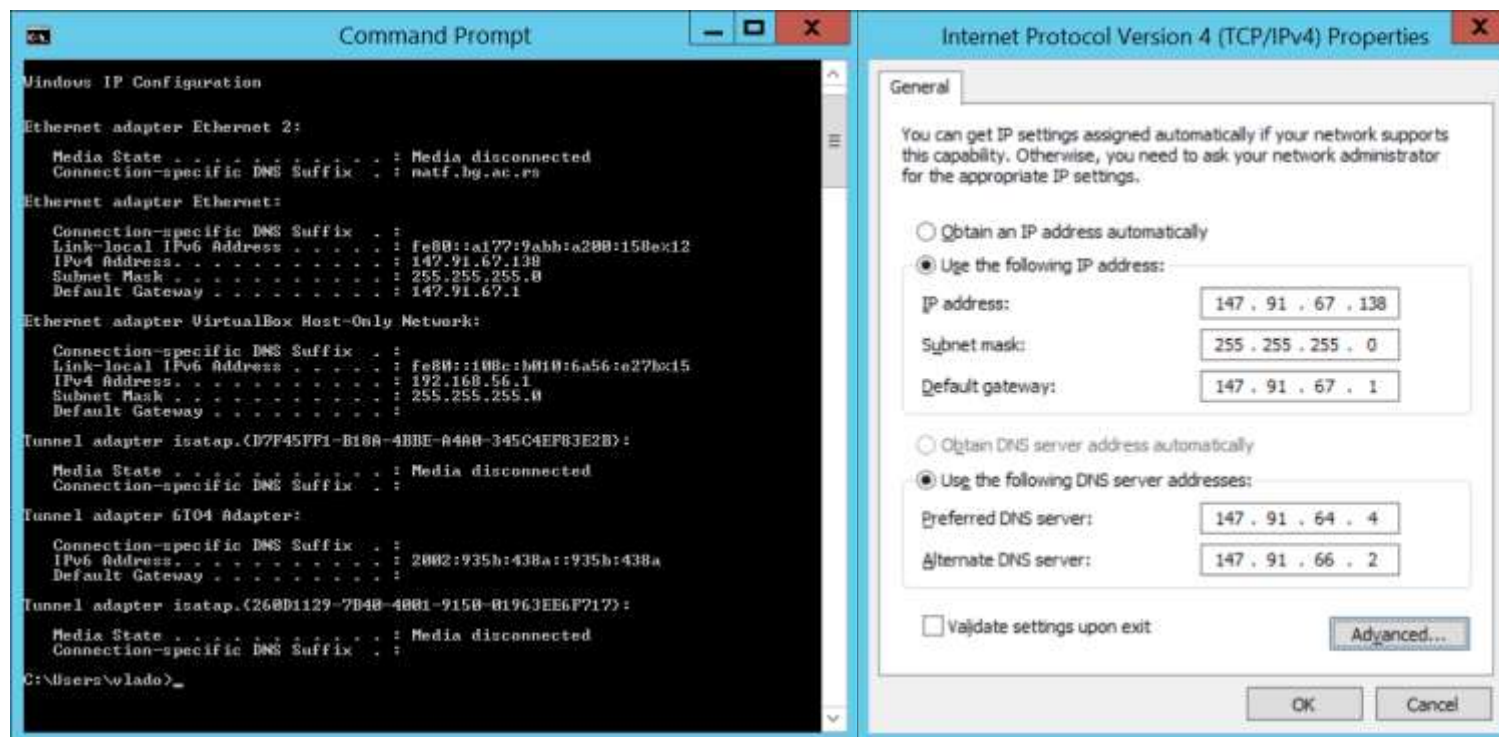 Command Prompt
Windows IP Configuration
Ethernet adapter Ethernet 2:
Media State . . . . . . . . . . . : Media disconnected
Connection-specific DNS Suffix . : matf.bg.ac.rs
Ethernet adapter Ethernet:
Connection-specific DNS Suffix . :
Link-local IPv6 Address . . . . . : fe80::a177:9abb:a200:158e%12
IPv4 Address. . . . . . . . . . . : 147.91.67.138
Subnet Mask . . . . . . . . . . . : 255.255.255.0
Default Gateway . . . . . . . . . : 147.91.67.1
Ethernet adapter VirtualBox Host-Only Network:
Connection-specific DNS Suffix . :
Link-local IPv6 Address . . . . . : fe80::108c:b010:6a56:e27b%15
IPv4 Address. . . . . . . . . . . : 192.168.56.1
Subnet Mask . . . . . . . . . . . : 255.255.255.0
Default Gateway . . . . . . . . . :
Tunnel adapter isatap.{D7F45FF1-B18A-4BBE-A4A0-345C4EF83E2B}:
Media State . . . . . . . . . . . : Media disconnected
Connection-specific DNS Suffix . :
Tunnel adapter 6TO4 Adapter:
Connection-specific DNS Suffix . :
IPv6 Address. . . . . . . . . . . : 2002:935b:438a::935b:438a
Default Gateway . . . . . . . . . :
Tunnel adapter isatap.{260D1129-7B40-4001-9150-01963EE6F717}:
Media State . . . . . . . . . . . : Media disconnected
Connection-specific DNS Suffix . :
C:\Users\vlado>_
Internet Protocol Version 4 (TCP/IPv4) Properties
General
You can get IP settings assigned automatically if your network supports
this capability. Otherwise, you need to ask your network administrator
for the appropriate IP settings.
Obtain an IP address automatically
Use the following IP address:
IP address: 147 . 91 . 67 . 138
Subnet mask: 255 . 255 . 255 . 0
Default gateway: 147 . 91 . 67 . 1
Obtain DNS server address automatically
Use the following DNS server addresses:
Preferred DNS server: 147 . 91 . 64 . 4
Alternate DNS server: 147 . 91 . 66 . 2
Validate settings upon exit
Advanced...
OK
Cancel